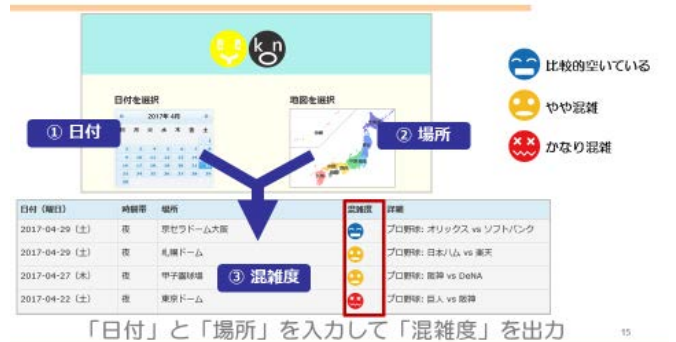 k n
比較的空いている
やや混雑
かなり混雑
日付を選択
地図を選択
2017年 4月
① 日付
② 場所
日付（曜日） 時間帯 場所 混雑度 詳細
2017-04-29（土） 夜 京セラドーム大阪 プロ野球: オリックス vs ソフトバンク
2017-04-29（土） 夜 札幌ドーム プロ野球: 日本ハム vs 楽天
2017-04-27（木） 夜 甲子園球場 プロ野球: 阪神 vs DeNA
2017-04-22（土） 夜 東京ドーム プロ野球: 巨人 vs 阪神
③ 混雑度
「日付」と「場所」を入力して「混雑度」を出力
15